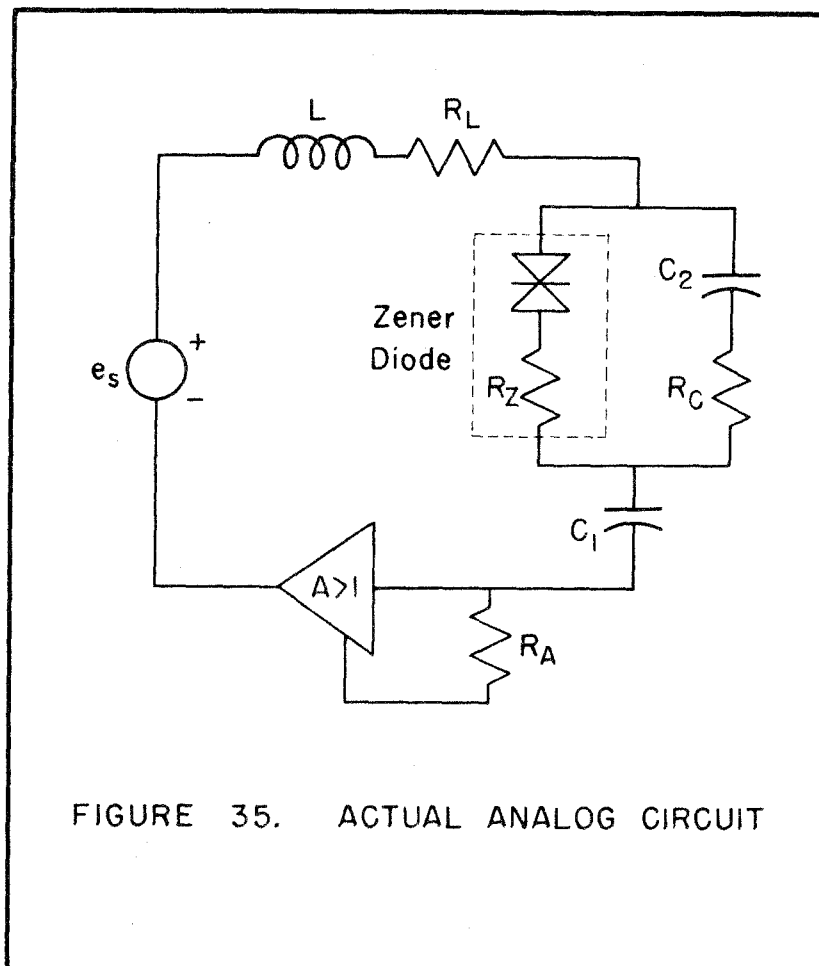 L
R_L
C_2
Zener
Diode
R_Z
R_C
e_s
+
-
C_1
A>1
R_A
FIGURE 35. ACTUAL ANALOG CIRCUIT